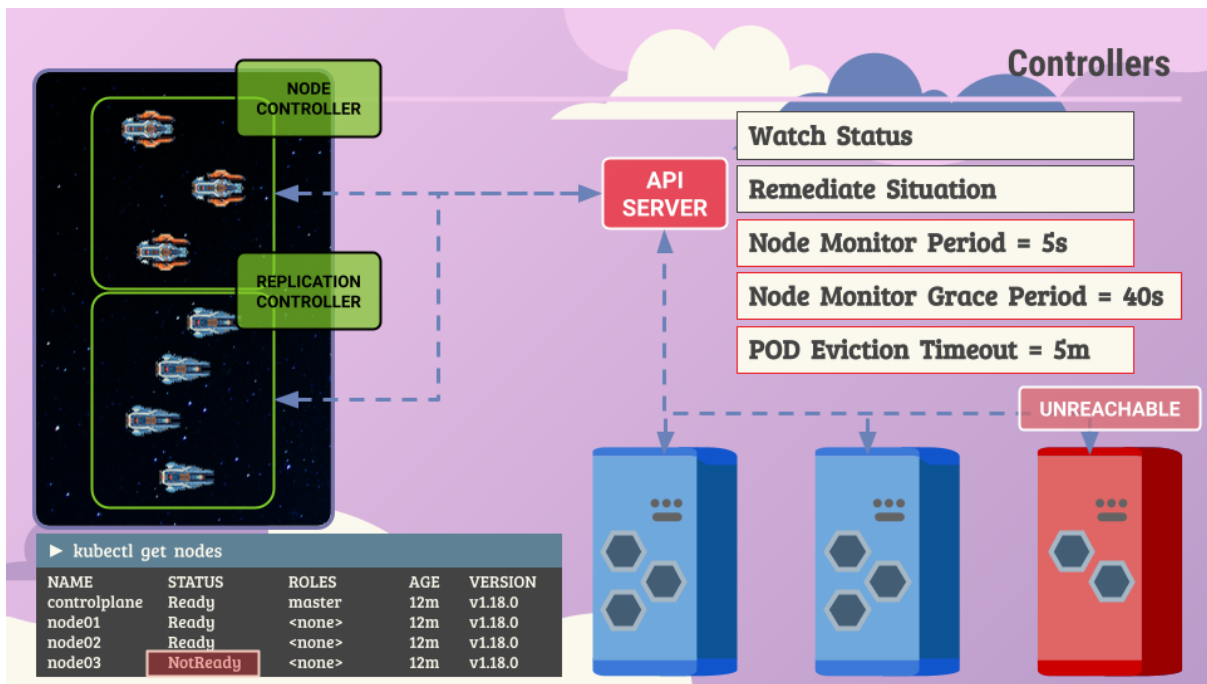 Controllers
NODE
CONTROLLER
REPLICATION
CONTROLLER
API
SERVER
Watch Status
Remediate Situation
Node Monitor Period = 5s
Node Monitor Grace Period = 40s
POD Eviction Timeout = 5m
UNREACHABLE
► kubectl get nodes
NAME STATUS ROLES AGE VERSION
controlplane Ready master 12m v1.18.0
node01 Ready <none> 12m v1.18.0
node02 Ready <none> 12m v1.18.0
node03 NotReady <none> 12m v1.18.0